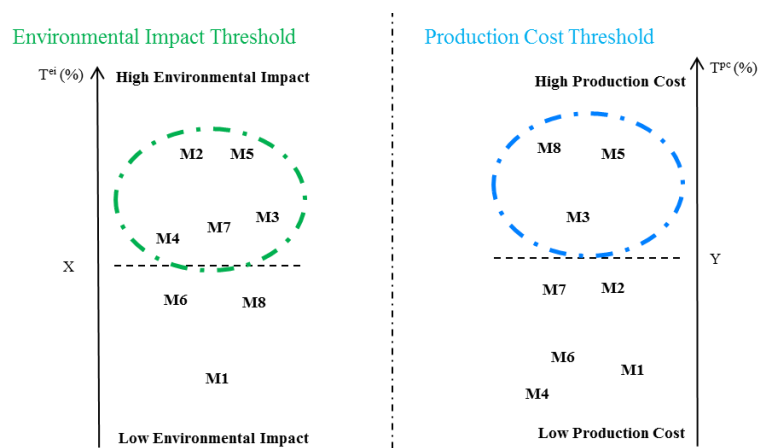 Environmental Impact Threshold
Production Cost Threshold
T^ei (%)
High Environmental Impact
High Production Cost
T^pc (%)
M2 M5
M8 M5
M4 M7 M3
M3
X
Y
M6 M8
M7 M2
M1
M6 M1
M4
Low Environmental Impact
Low Production Cost